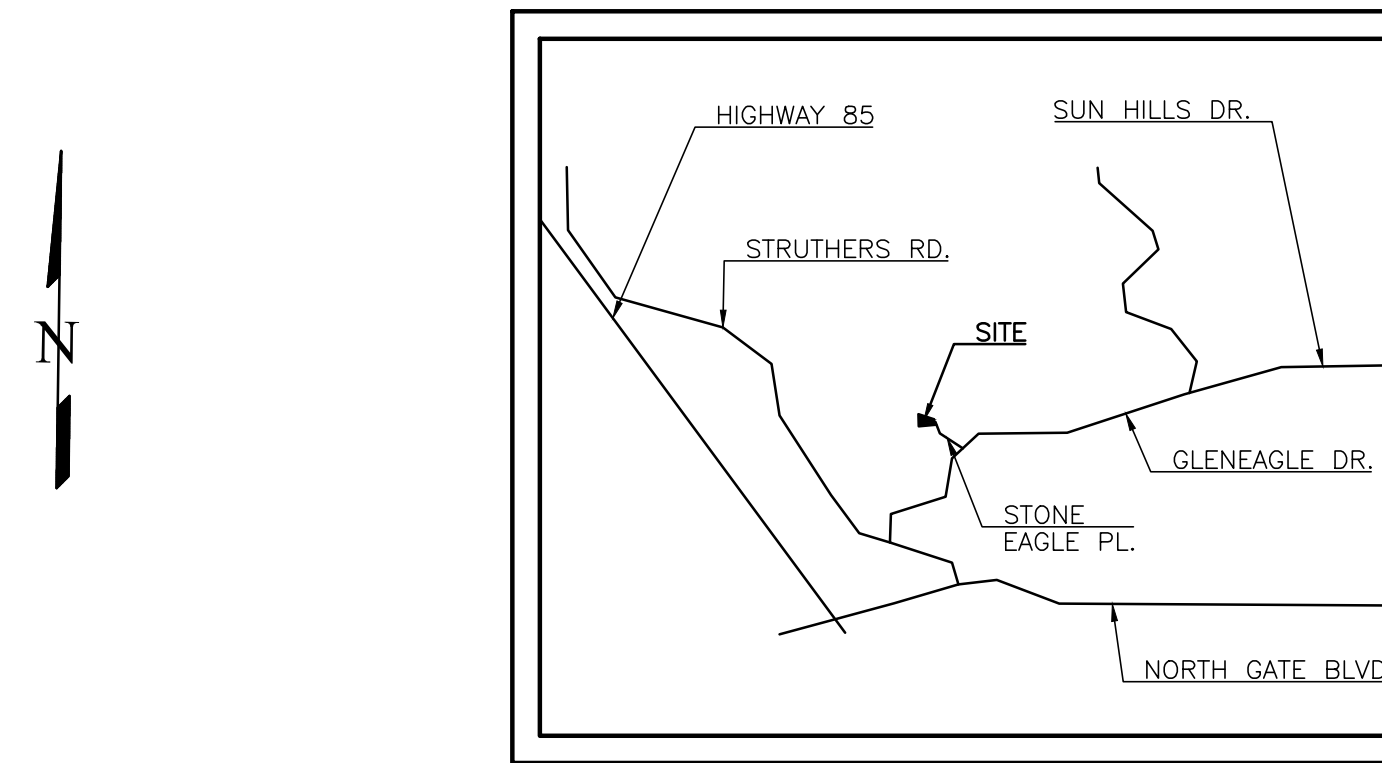 HIGHWAY 85
SUN HILLS DR.
STRUTHERS RD.
N
SITE
GLENEAGLE DR.
STONE
EAGLE PL.
NORTH GATE BLVD